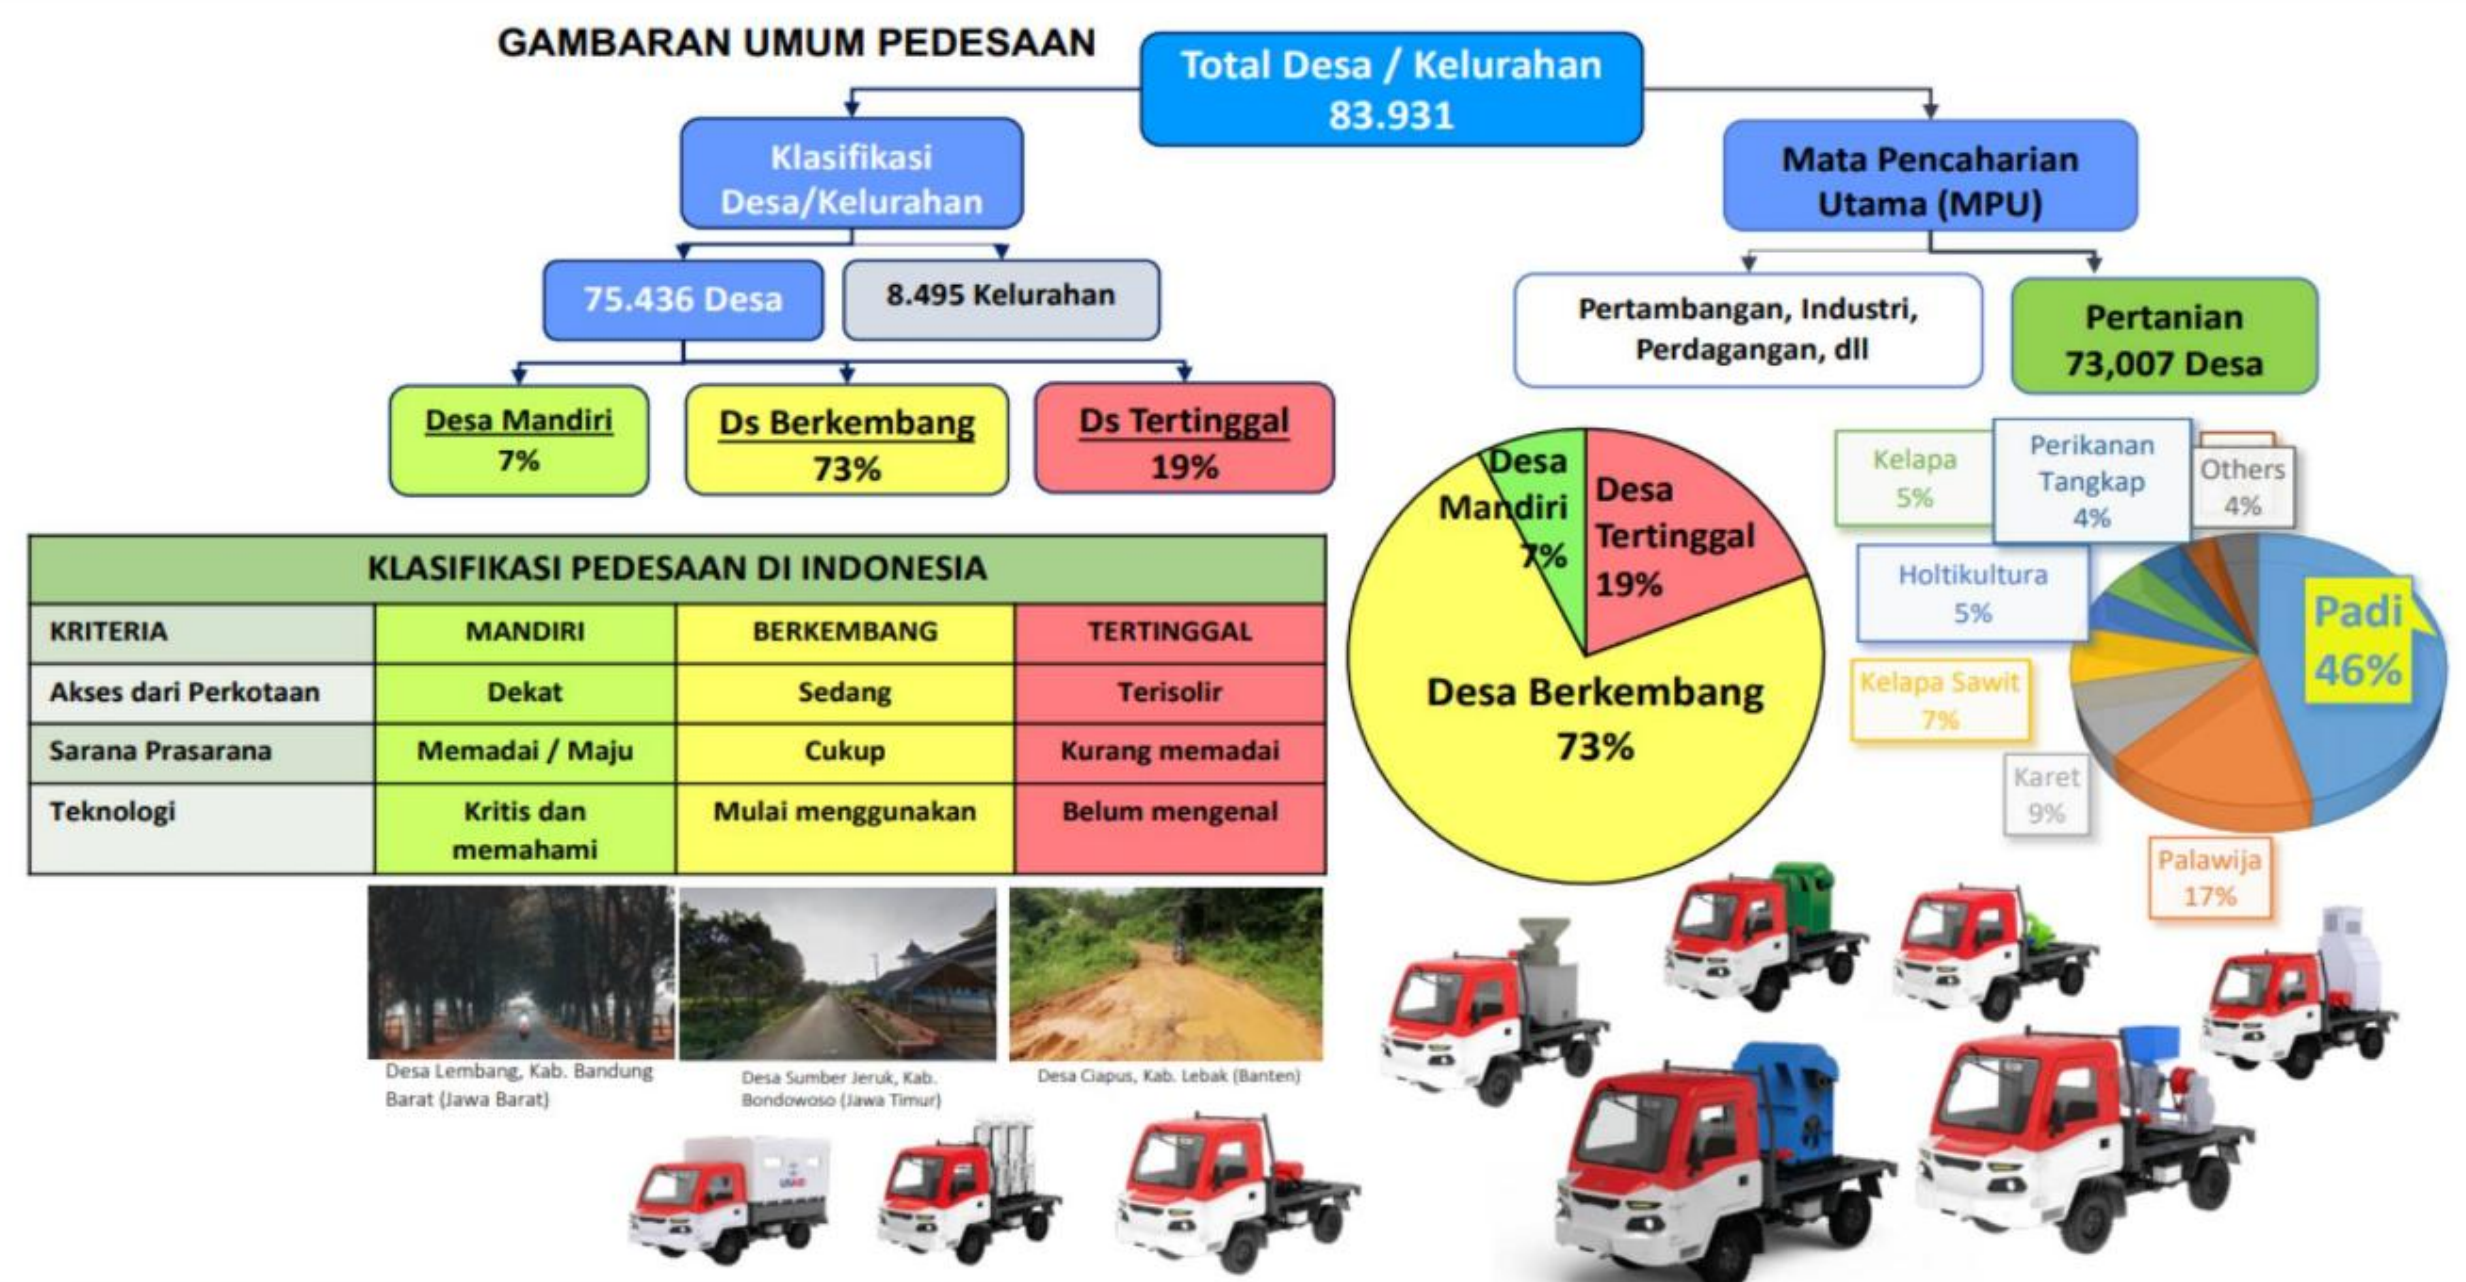 GAMBARAN UMUM PEDESAAN
Total Desa / Kelurahan
83.931
Klasifikasi
Desa/Kelurahan
Mata Pencaharian
Utama (MPU)
75.436 Desa
8.495 Kelurahan
Pertambangan, Industri,
Perdagangan, dll
Pertanian
73,007 Desa
Desa Mandiri
7%
Ds Berkembang
73%
Ds Tertinggal
19%
KLASIFIKASI PEDESAAN DI INDONESIA
KRITERIA MANDIRI BERKEMBANG TERTINGGAL
Akses dari Perkotaan Dekat Sedang Terisolir
Sarana Prasarana Memadai / Maju Cukup Kurang memadai
Teknologi Kritis dan Mulai menggunakan Belum mengenal
memahami
Desa Lembang, Kab. Bandung
Barat (Jawa Barat)
Desa Sumber Jeruk, Kab.
Bondowoso (Jawa Timur)
Desa Ciapus, Kab. Lebak (Banten)
Desa
Mandiri
7%
Desa
Tertinggal
19%
Desa Berkembang
73%
Kelapa
5%
Perikanan
Tangkap
4%
Others
4%
Holtikultura
5%
Padi
46%
Kelapa Sawit
7%
Karet
9%
Palawija
17%
USAID